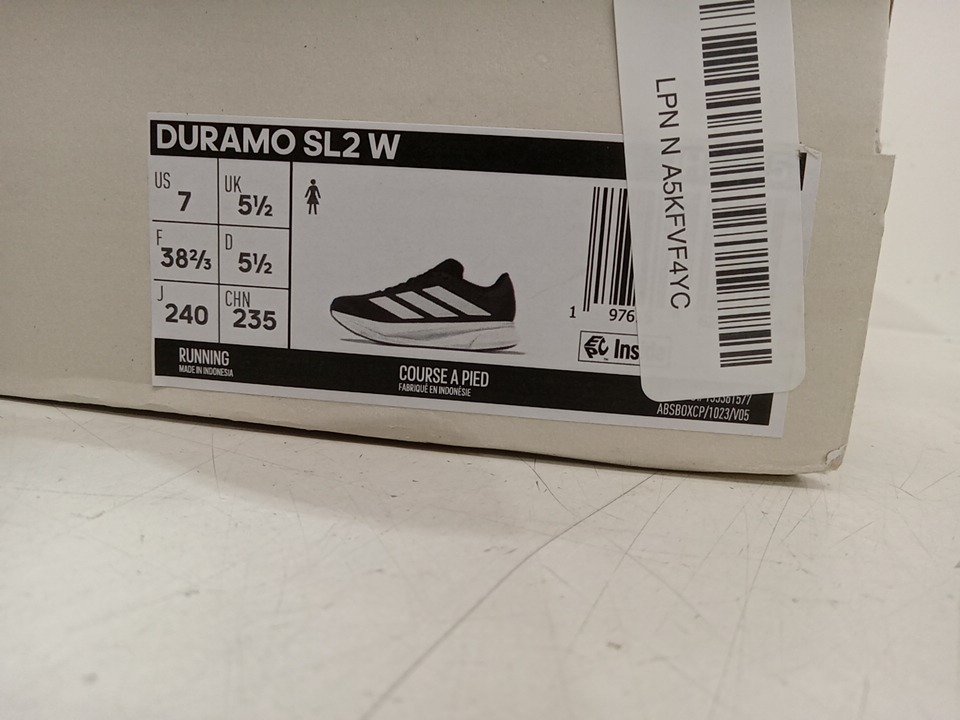 DURAMO SL2 W
US 7
UK 5½
F 38⅔
D 5½
J 240
CHN 235
1 976
RUNNING
MADE IN INDONESIA
COURSE A PIED
FABRIQUÉ EN INDONÉSIE
ABSBOXCP/1023/V05
LPN N A5KFVF4YC